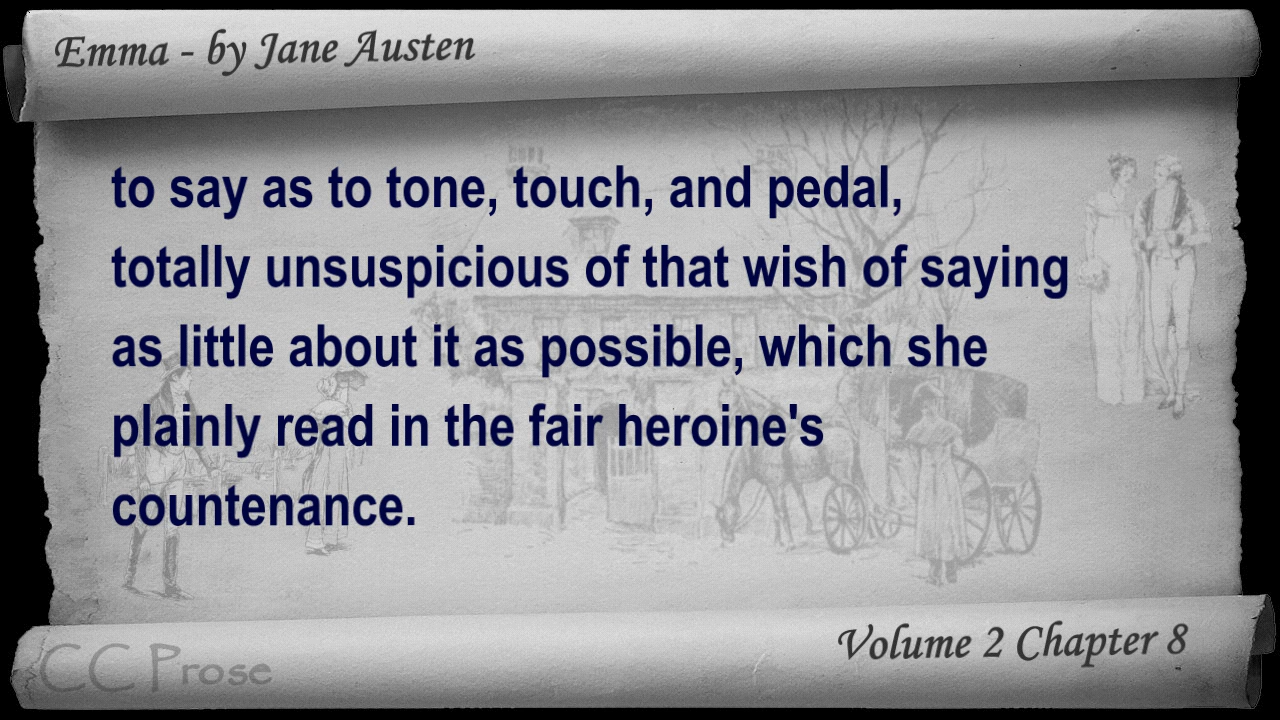 Emma - by Jane Austen
to say as to tone, touch, and pedal,
totally unsuspicious of that wish of saying
as little about it as possible, which she
plainly read in the fair heroine's
countenance.
Volume 2 Chapter 8
CC Prose